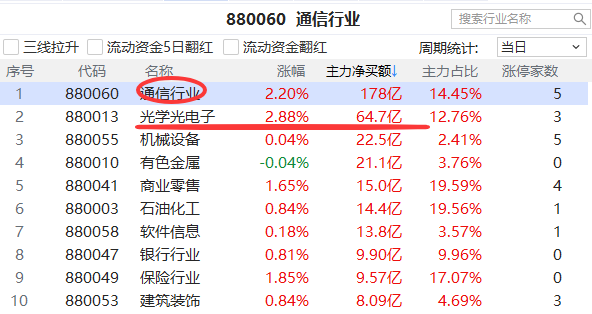 880060 通信行业
搜索行业名称
三线拉升 流动资金5日翻红 流动资金翻红 周期统计: 当日
序号 代码 名称 涨幅 主力净买额↓ 主力占比 涨停家数
1 880060 通信行业 2.20% 178亿 14.45% 5
2 880013 光学光电子 2.88% 64.7亿 12.76% 3
3 880055 机械设备 0.04% 22.5亿 2.41% 5
4 880010 有色金属 -0.04% 21.1亿 3.76% 0
5 880041 商业零售 1.65% 15.0亿 19.59% 4
6 880003 石油化工 0.84% 14.4亿 19.56% 1
7 880058 软件信息 0.18% 13.8亿 3.57% 1
8 880047 银行行业 0.81% 9.90亿 9.96% 0
9 880049 保险行业 1.85% 9.57亿 17.07% 0
10 880053 建筑装饰 0.84% 8.09亿 4.69% 3